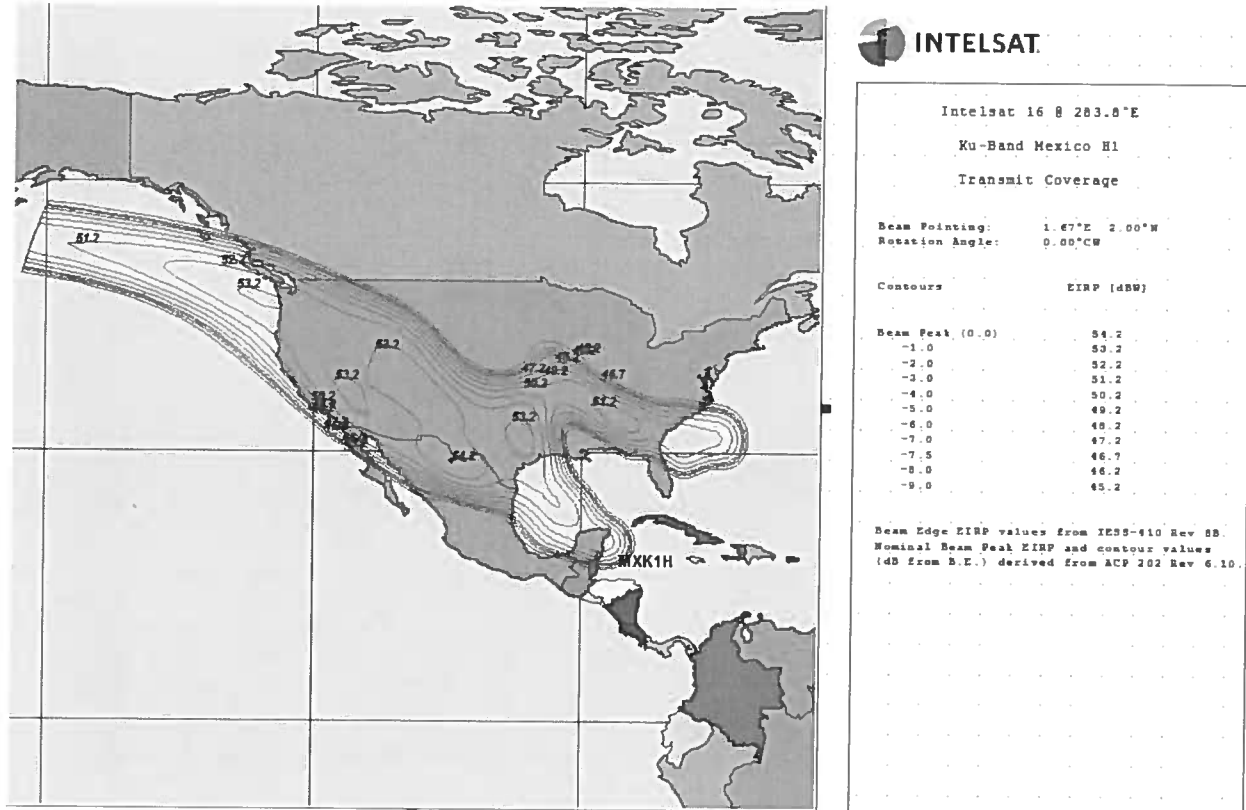 INTELSAT
Intelsat 16 @ 283.8°E
Ku-Band Mexico H1
Transmit Coverage
Beam Pointing: 1.67°E 2.00°N
Rotation Angle: 0.00°CW
Contours EIRP [dBW]
Beam Peak (0.0) 54.2
-1.0 53.2
-2.0 52.2
-3.0 51.2
-4.0 50.2
-5.0 49.2
-6.0 48.2
-7.0 47.2
-7.5 46.7
-8.0 46.2
-9.0 45.2
Beam Edge EIRP values from IESS-410 Rev 8B.
Nominal Beam Peak EIRP and contour values
(dB from B.E.) derived from ACP 202 Rev 6.10.
51.2
53.2
53.2
53.2
47.2
46.7
50.2
51.2
53.2
54.2
MXK1H